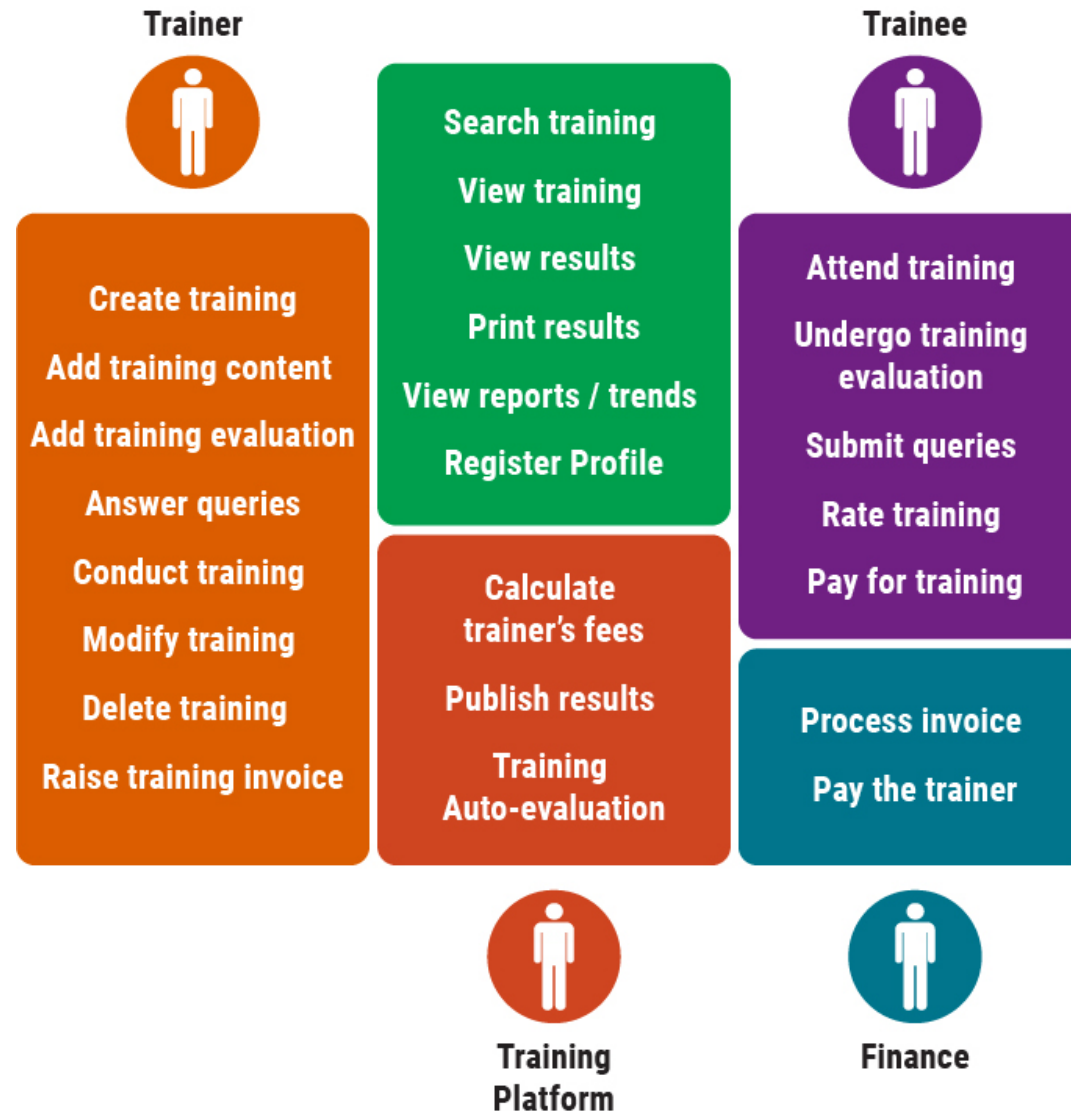 Trainer
Trainee
Create training
Add training content
Add training evaluation
Answer queries
Conduct training
Modify training
Delete training
Raise training invoice
Search training
View training
View results
Print results
View reports / trends
Register Profile
Calculate
trainer’s fees
Publish results
Training
Auto-evaluation
Attend training
Undergo training
evaluation
Submit queries
Rate training
Pay for training
Process invoice
Pay the trainer
Training
Platform
Finance